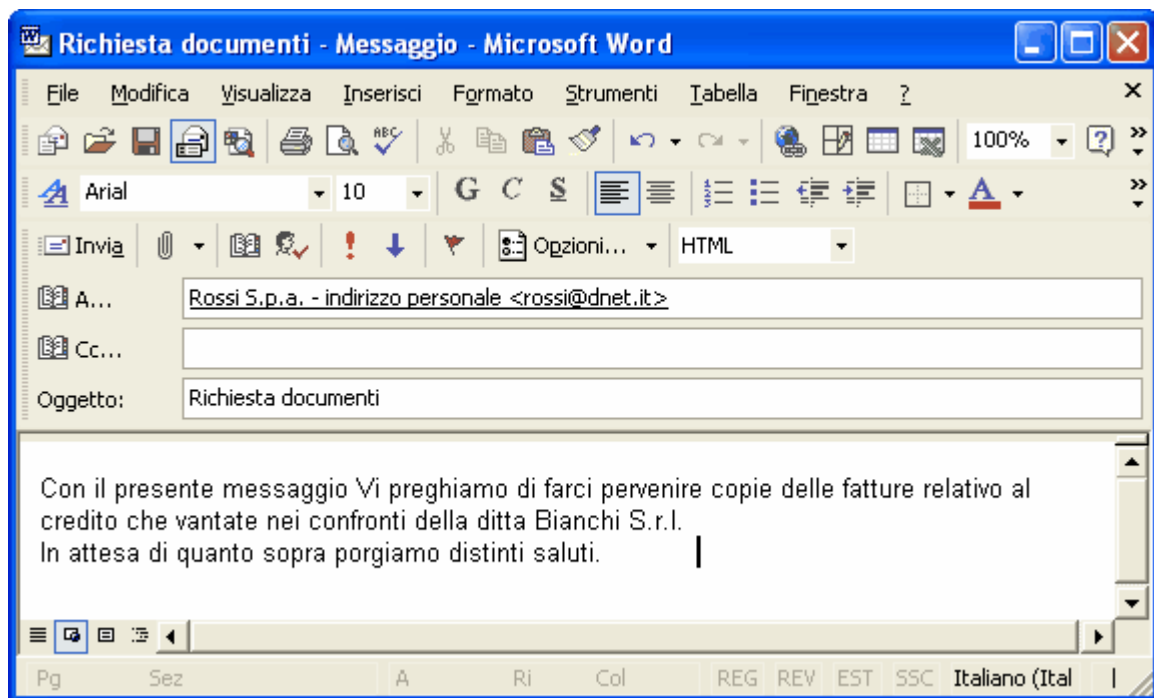 Richiesta documenti - Messaggio - Microsoft Word
File Modifica Visualizza Inserisci Formato Strumenti Tabella Finestra ?
ABC 100%
Arial 10 G C S A
Invia Opzioni... HTML
A... Rossi S.p.a. - indirizzo personale <rossi@dnet.it>
Cc...
Oggetto: Richiesta documenti
Con il presente messaggio Vi preghiamo di farci pervenire copie delle fatture relativo al
credito che vantate nei confronti della ditta Bianchi S.r.l.
In attesa di quanto sopra porgiamo distinti saluti.
Pg Sez A Ri Col REG REV EST SSC Italiano (Ital